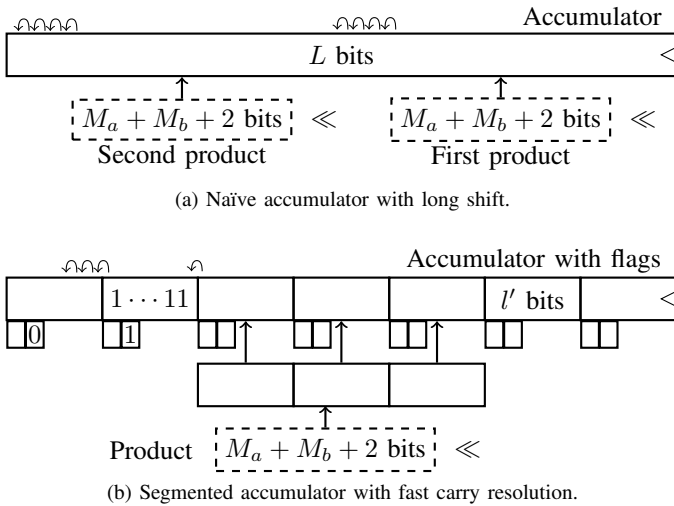 Accumulator
L bits <
M_a + M_b + 2 bits ≪ M_a + M_b + 2 bits ≪
Second product First product
(a) Naïve accumulator with long shift.
Accumulator with flags
1 · · · 11 l′ bits <
0 1
Product M_a + M_b + 2 bits ≪
(b) Segmented accumulator with fast carry resolution.